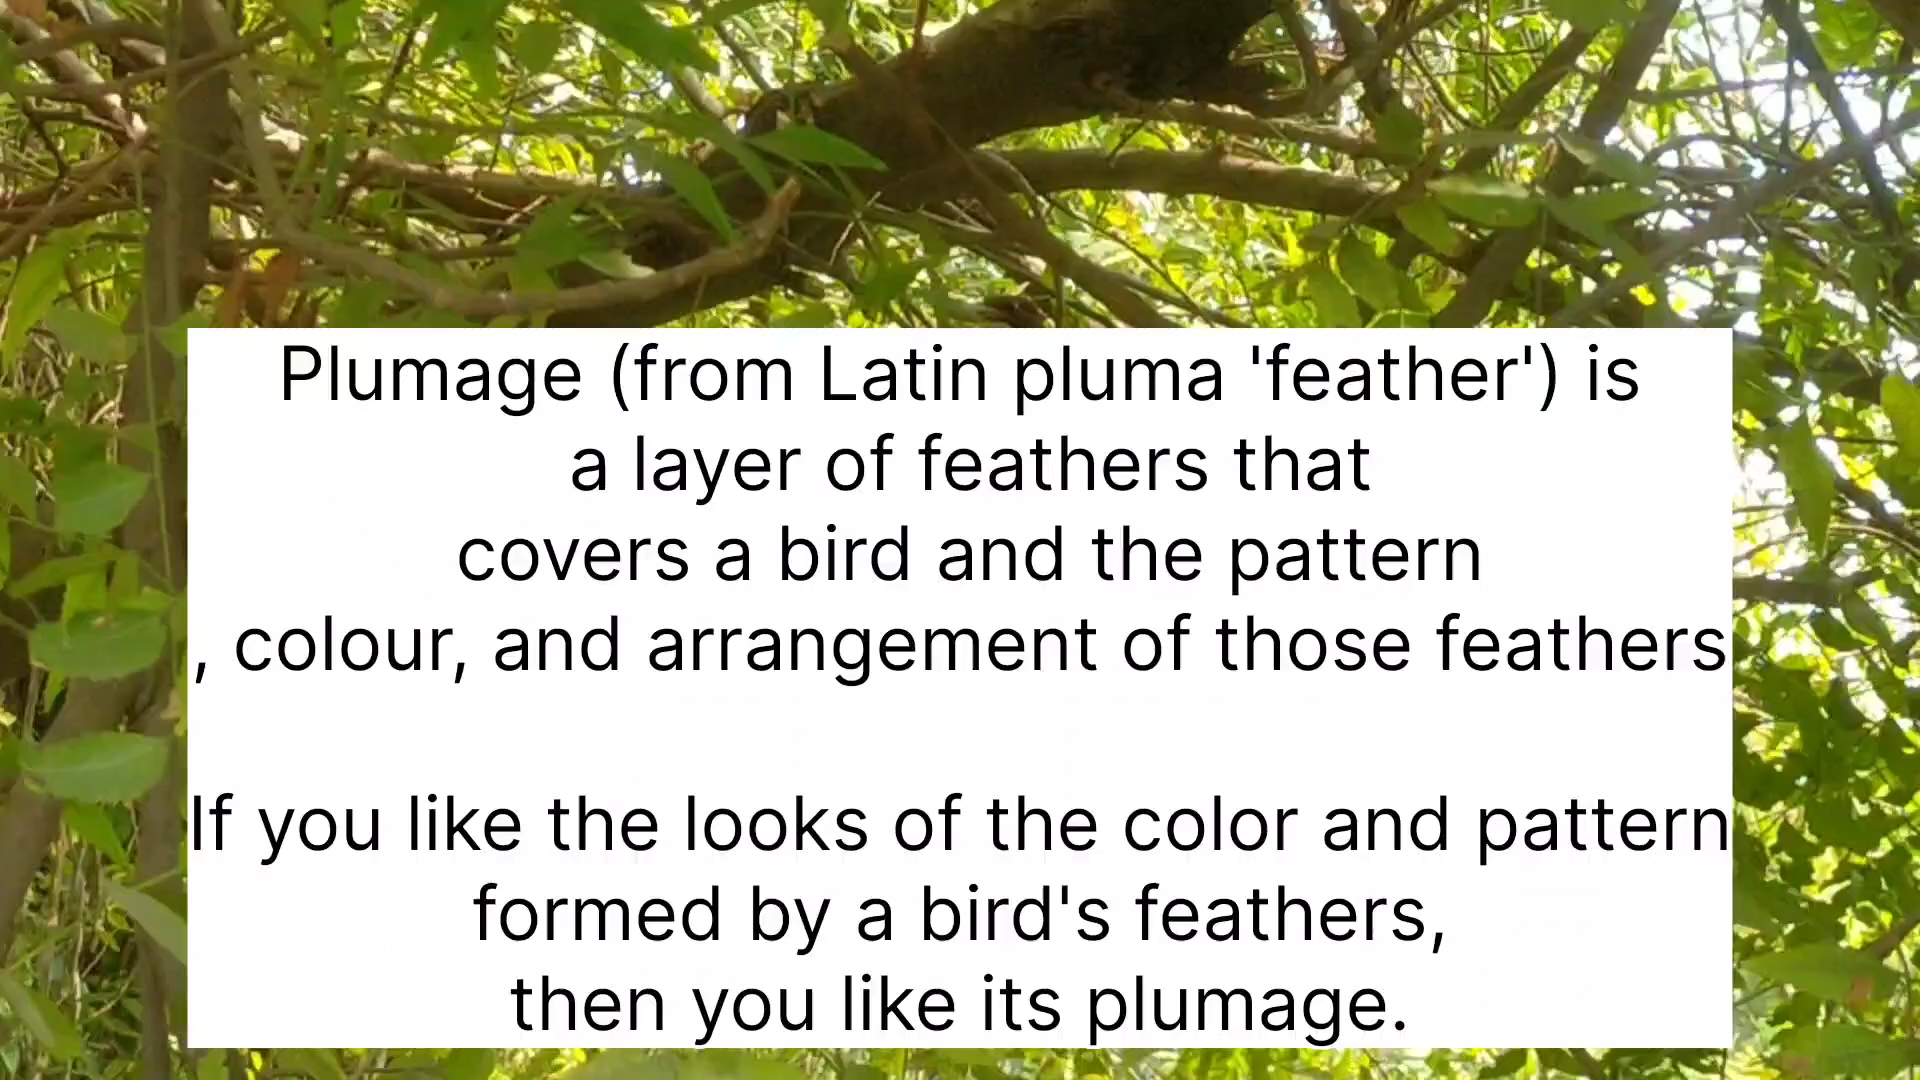 Plumage (from Latin pluma 'feather') is
a layer of feathers that
covers a bird and the pattern
, colour, and arrangement of those feathers
If you like the looks of the color and pattern
formed by a bird's feathers,
then you like its plumage.